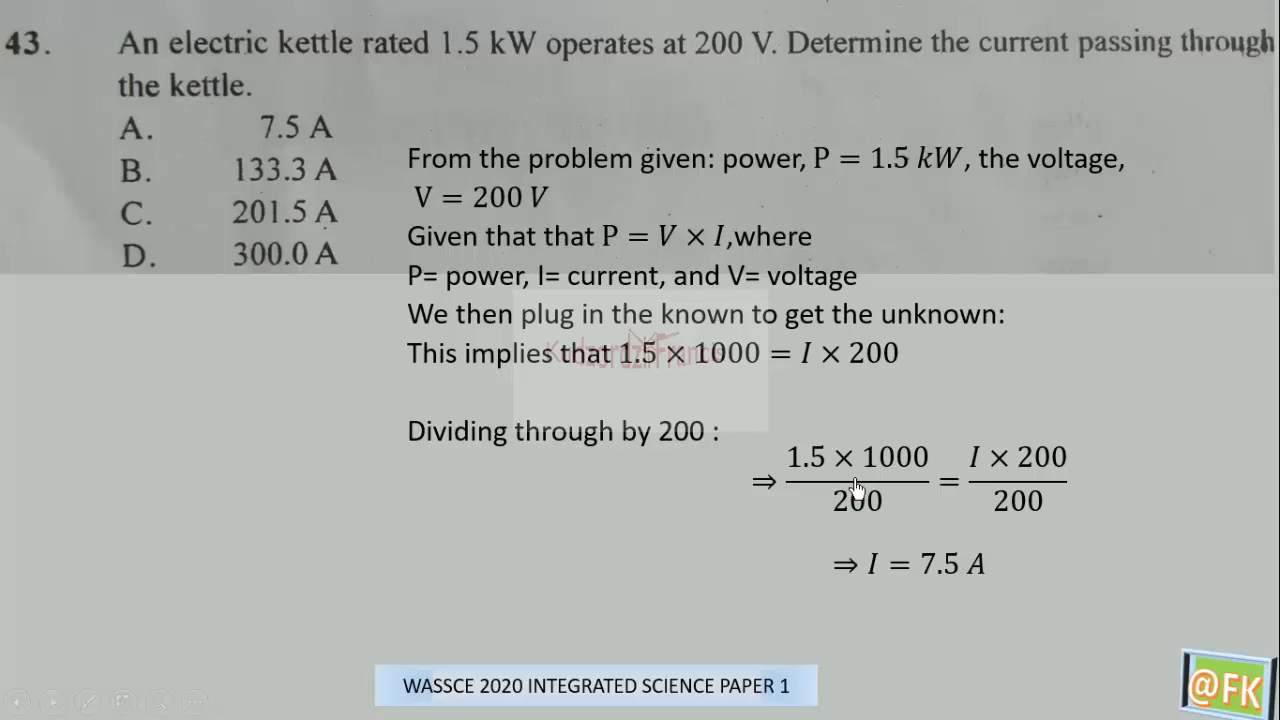 43. An electric kettle rated 1.5 kW operates at 200 V. Determine the current passing through
the kettle.
A. 7.5 A
B. 133.3 A
C. 201.5 A
D. 300.0 A
From the problem given: power, P = 1.5 kW, the voltage,
V = 200 V
Given that that P = V × I,where
P= power, I= current, and V= voltage
We then plug in the known to get the unknown:
This implies that 1.5 × 1000 = I × 200
Dividing through by 200 :
⇒ 1.5 × 1000 / 200 = I × 200 / 200
⇒ I = 7.5 A
WASSCE 2020 INTEGRATED SCIENCE PAPER 1
@FK